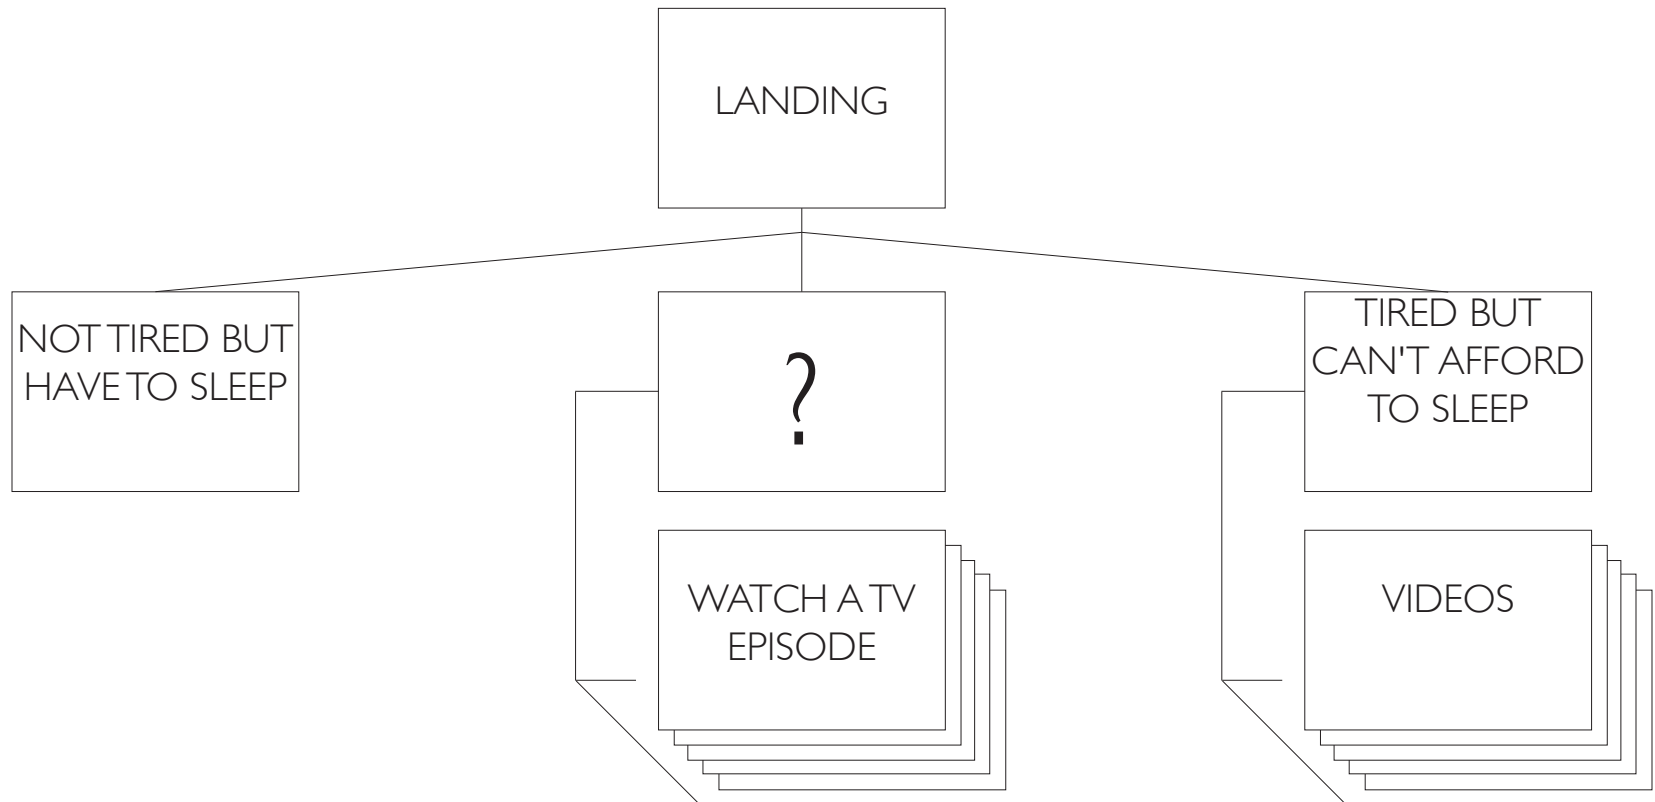 LANDING
NOT TIRED BUT
HAVE TO SLEEP
?
TIRED BUT
CAN'T AFFORD
TO SLEEP
WATCH A TV
EPISODE
VIDEOS